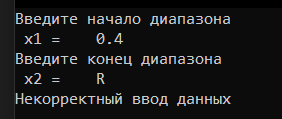 Введите начало диапазона
x1 =    0.4
Введите конец диапазона
x2 =    R
Некорректный ввод данных